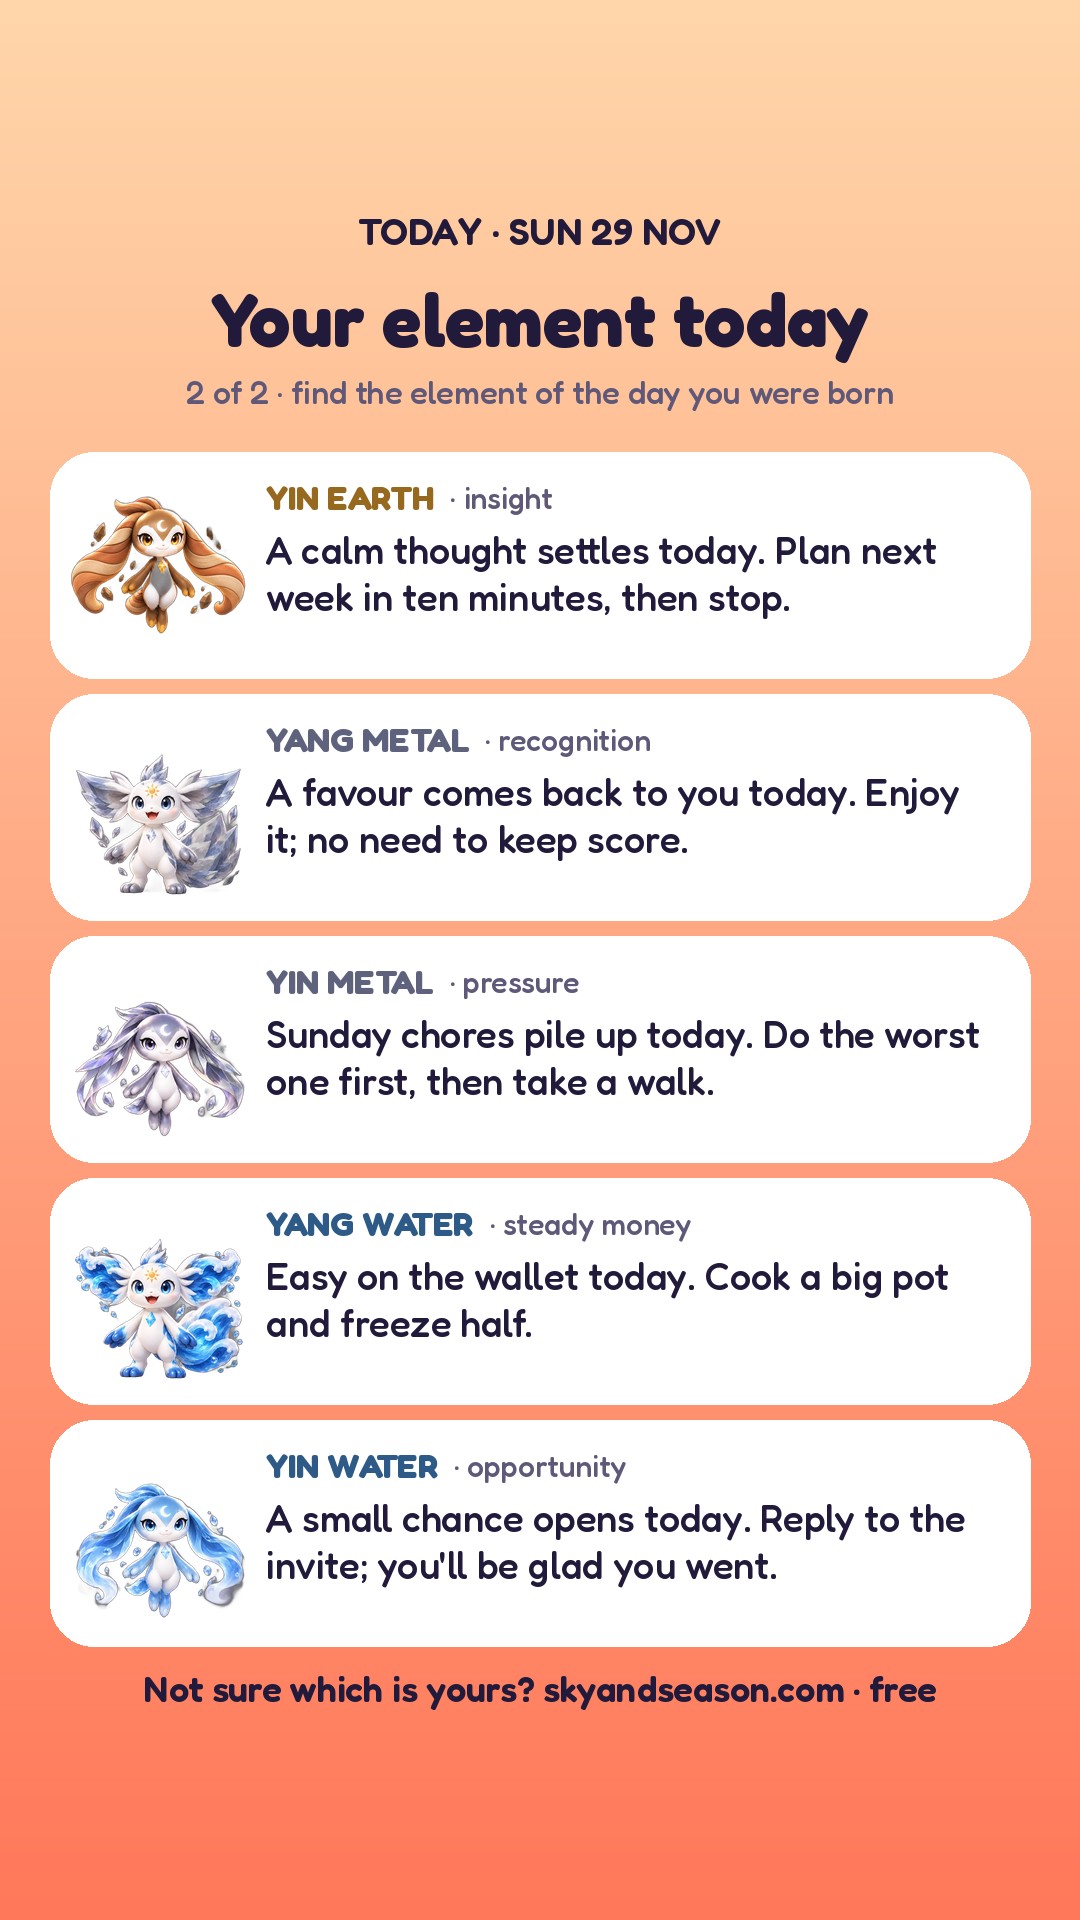 TODAY · SUN 29 NOV
Your element today
2 of 2 · find the element of the day you were born
YIN EARTH · insight
A calm thought settles today. Plan next
week in ten minutes, then stop.
YANG METAL · recognition
A favour comes back to you today. Enjoy
it; no need to keep score.
YIN METAL · pressure
Sunday chores pile up today. Do the worst
one first, then take a walk.
YANG WATER · steady money
Easy on the wallet today. Cook a big pot
and freeze half.
YIN WATER · opportunity
A small chance opens today. Reply to the
invite; you'll be glad you went.
Not sure which is yours? skyandseason.com · free